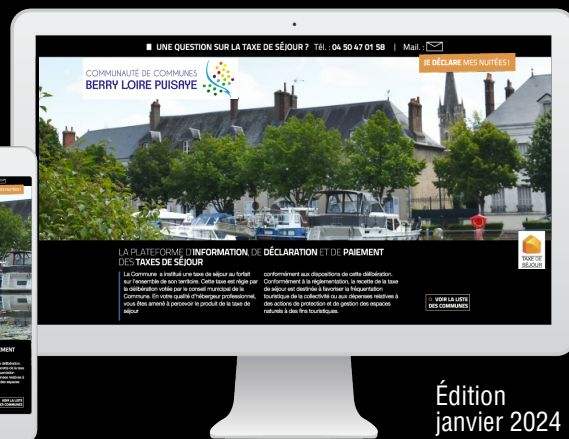 UNE QUESTION SUR LA TAXE DE SÉJOUR ? Tél. : 04 50 47 01 58 | Mail. :
JE DÉCLARE MES NUITÉES !
COMMUNAUTÉ DE COMMUNES
BERRY LOIRE PUISAYE
TAXE DE
SÉJOUR
LA PLATEFORME D'INFORMATION, DE DÉCLARATION ET DE PAIEMENT
DES TAXES DE SÉJOUR
La Commune a institué une taxe de séjour au forfait
sur l'ensemble de son territoire. Cette taxe est régie par
la délibération votée par le conseil municipal de la
Commune. En votre qualité d'hébergeur professionnel,
vous êtes amené à percevoir le produit de la taxe de
séjour
conformément aux dispositions de cette délibération.
Conformément à la réglementation, la recette de la taxe
de séjour est destinée à favoriser la fréquentation
touristique de la collectivité ou aux dépenses relatives à
des actions de protection et de gestion des espaces
naturels à des fins touristiques.
VOIR LA LISTE
DES COMMUNES
VOIR LA LISTE
DES COMMUNES
Édition
janvier 2024